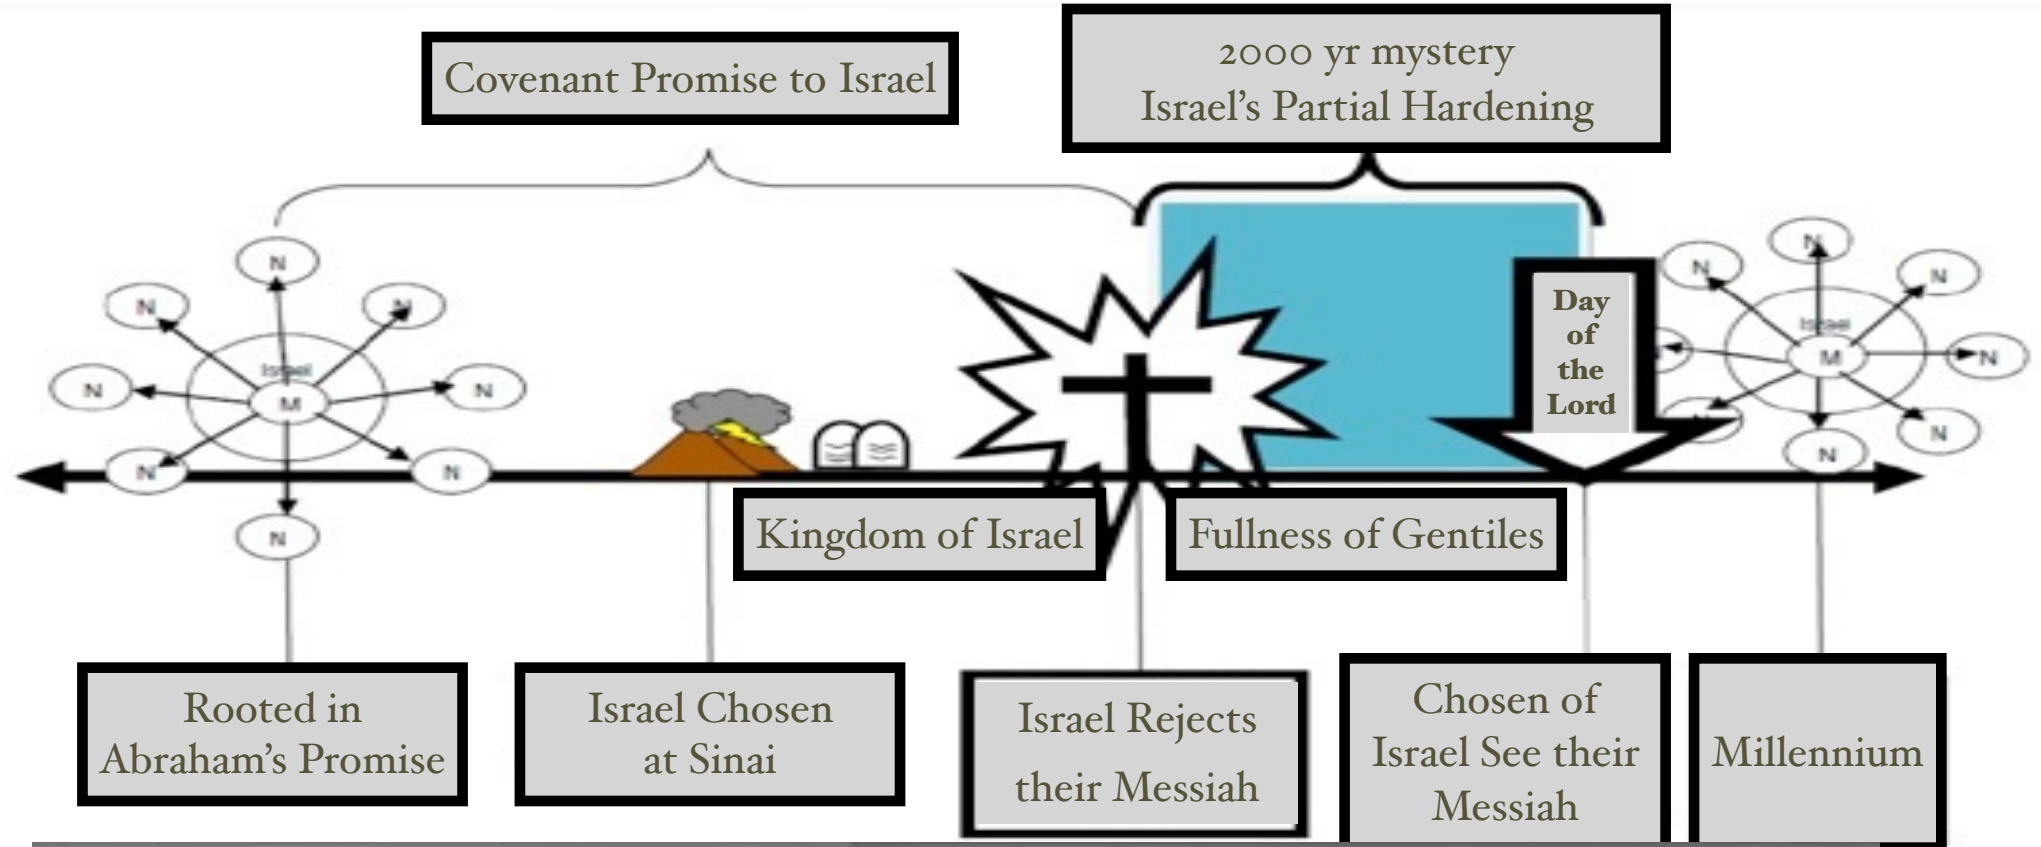 Covenant Promise to Israel
2000 yr mystery
Israel’s Partial Hardening
N
N
N
Israel
N
M
N
N
N
N
Day
of
the
Lord
N
N
N
Israel
M
N
N
N
N
Kingdom of Israel
Fullness of Gentiles
Rooted in
Abraham’s Promise
Israel Chosen
at Sinai
Israel Rejects
their Messiah
Chosen of
Israel See their
Messiah
Millennium